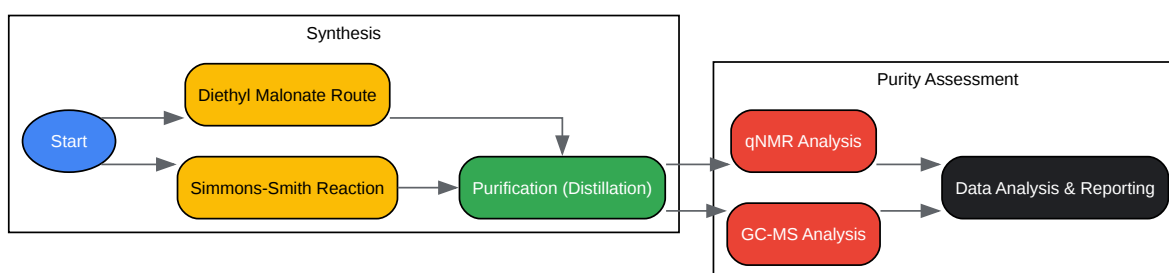 Synthesis
Start
Diethyl Malonate Route
Simmons-Smith Reaction
Purification (Distillation)
Purity Assessment
qNMR Analysis
GC-MS Analysis
Data Analysis & Reporting